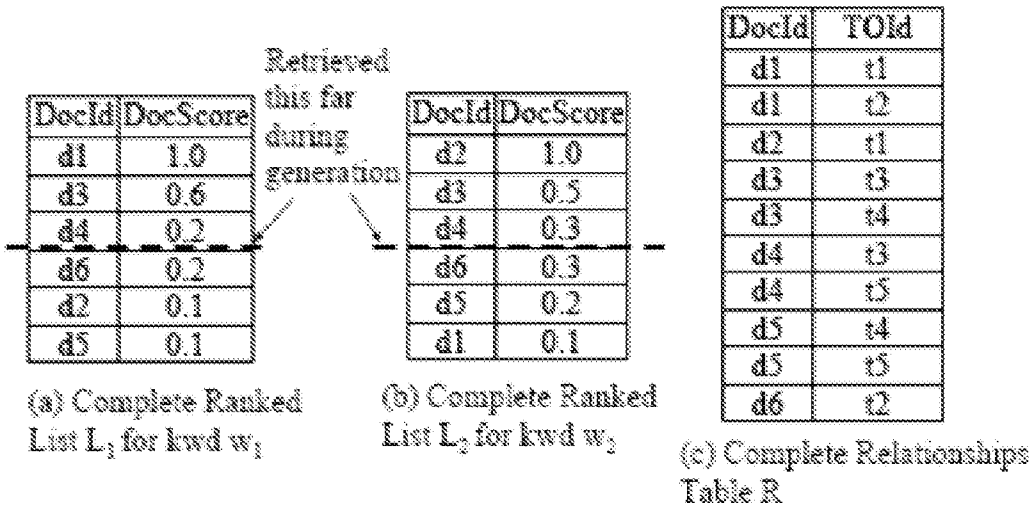 DocId DocScore
d1 1.0
d3 0.6
d4 0.2
d6 0.2
d2 0.1
d5 0.1
(a) Complete Ranked
List L₁ for kwd w₁
Retrieved
this far
during
generation
DocId DocScore
d2 1.0
d3 0.5
d4 0.3
d6 0.3
d5 0.2
d1 0.1
(b) Complete Ranked
List L₂ for kwd w₂
DocId TOId
d1 t1
d1 t2
d2 t1
d3 t3
d3 t4
d4 t3
d4 t5
d5 t4
d5 t5
d6 t2
(c) Complete Relationships
Table R